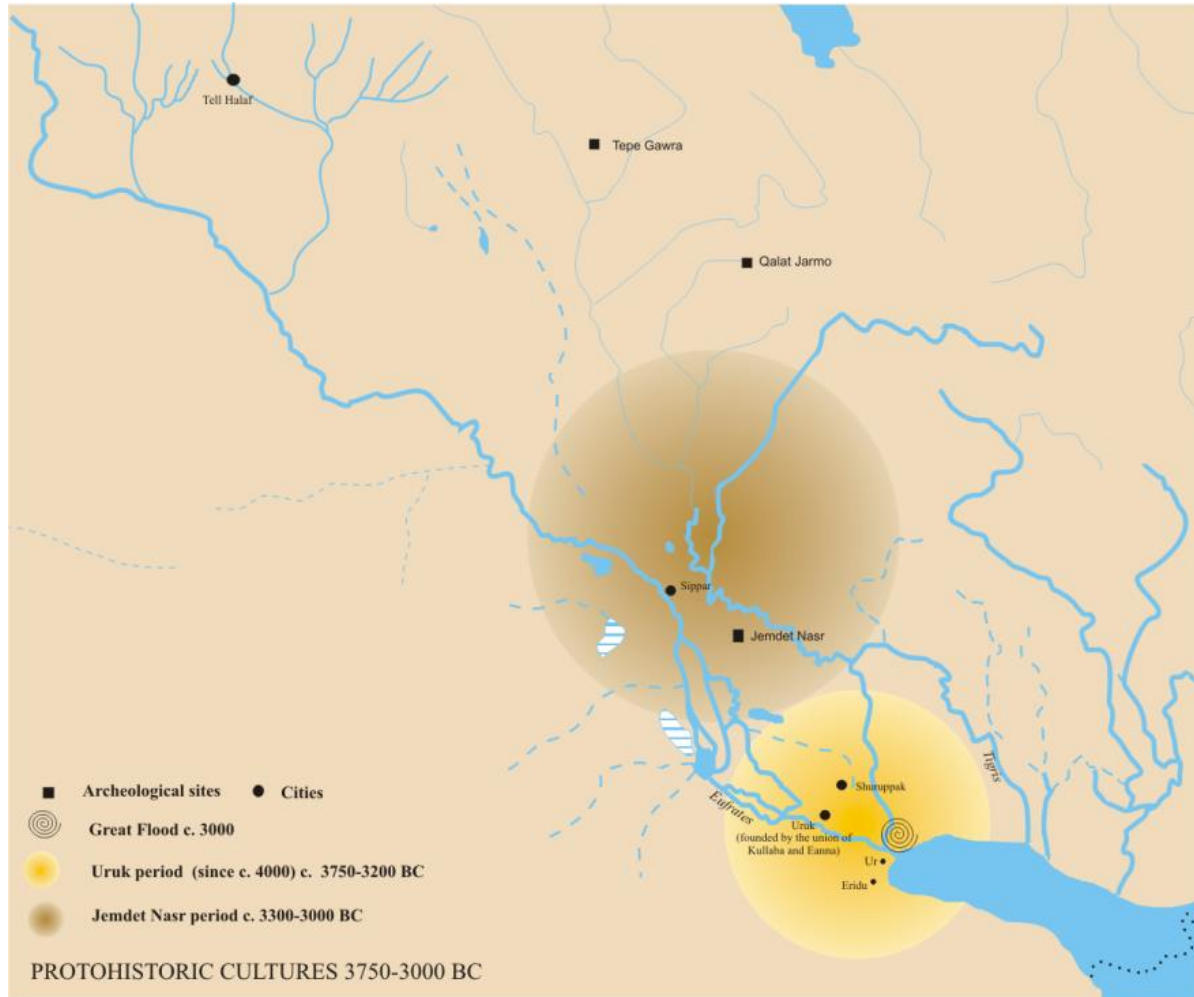 Tell Halaf
Tepe Gawra
Qalat Jarmo
Sippar
Jemdet Nasr
Tigris
Shuruppak
Eufrates
Uruk
(founded by the union of
Kullaba and Eanna)
Ur
Eridu
Archeological sites
Cities
Great Flood c. 3000
Uruk period (since c. 4000) c. 3750-3200 BC
Jemdet Nasr period c. 3300-3000 BC
PROTOHISTORIC CULTURES 3750-3000 BC